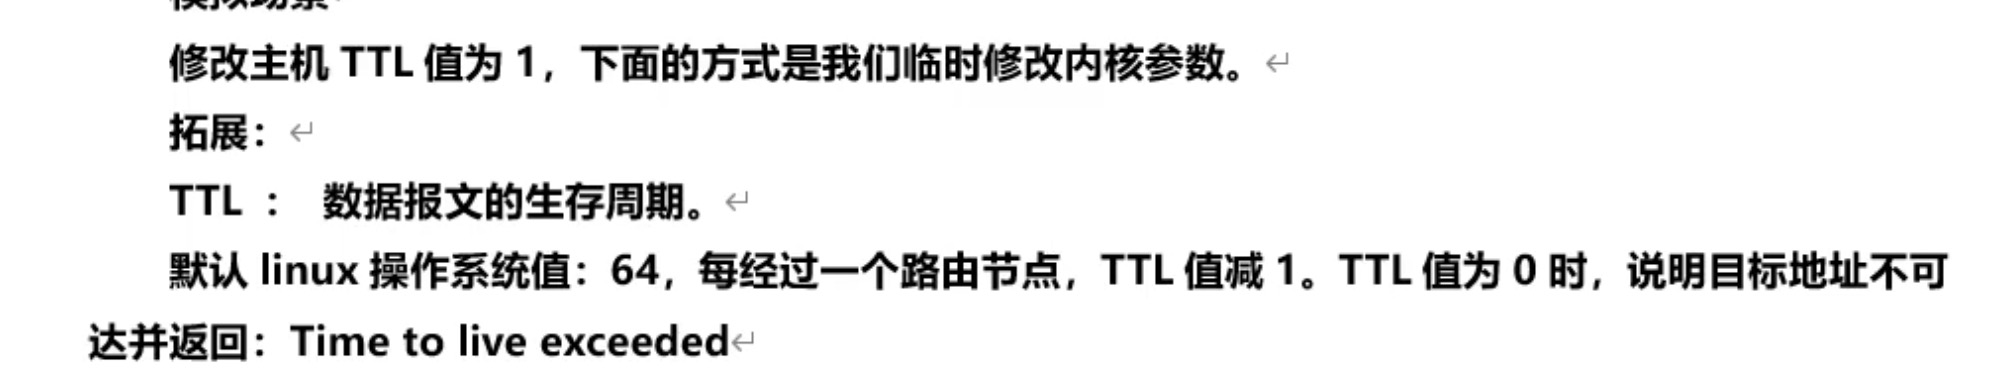 修改主机 TTL 值为 1，下面的方式是我们临时修改内核参数。
拓展：
TTL ： 数据报文的生存周期。
默认 linux 操作系统值：64，每经过一个路由节点，TTL 值减 1。TTL 值为 0 时，说明目标地址不可
达并返回：Time to live exceeded